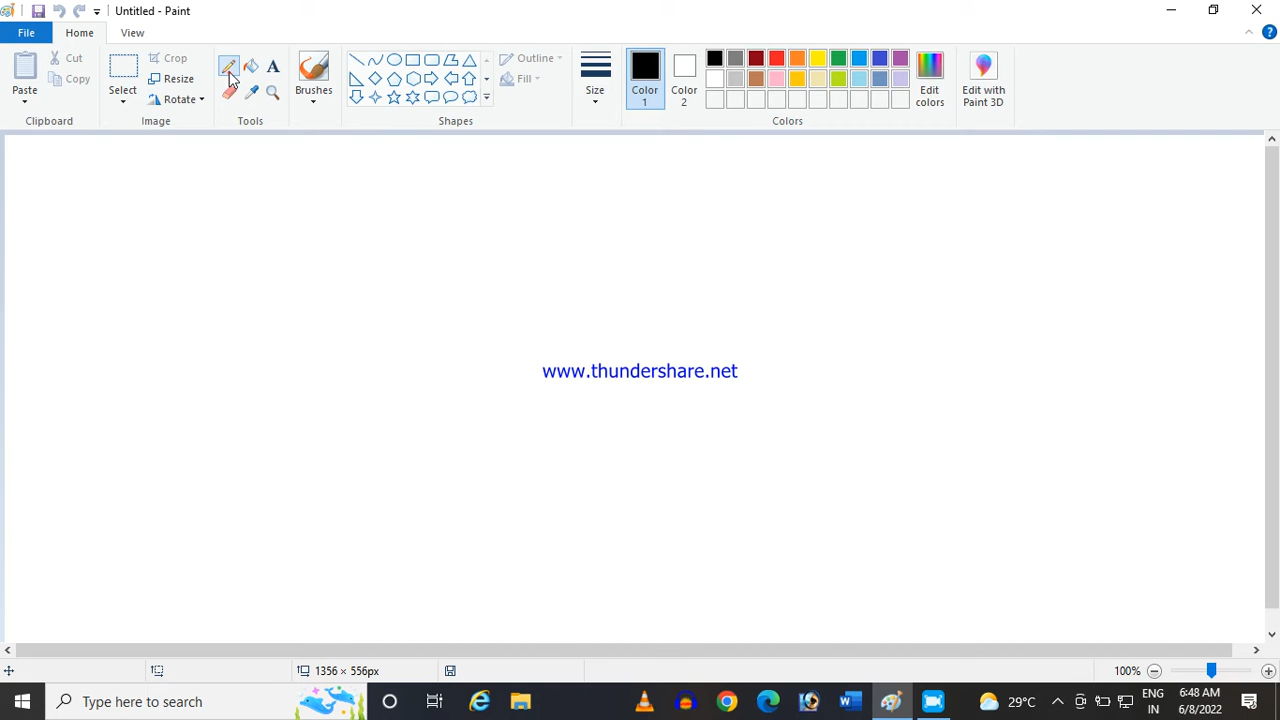 Untitled - Paint
File
Home
View
Paste
Cut
Copy
Clipboard
Select
Crop
Resize
Rotate
Image
A
Tools
Brushes
Outline
Fill
Shapes
Size
Color 1
Color 2
Edit colors
Colors
Edit with Paint 3D
?
www.thundershare.net
1356 × 556px
100%
Type here to search
29°C
ENG
IN
6:48 AM
6/8/2022